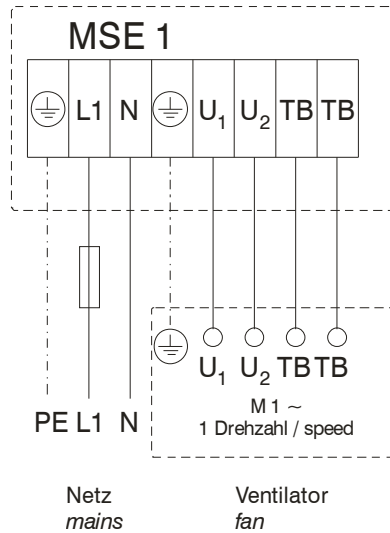 MSE 1
L1 N U₁ U₂ TB TB
U₁ U₂ TB TB
M 1 ~
1 Drehzahl / speed
PE L1 N
Netz Ventilator
mains fan